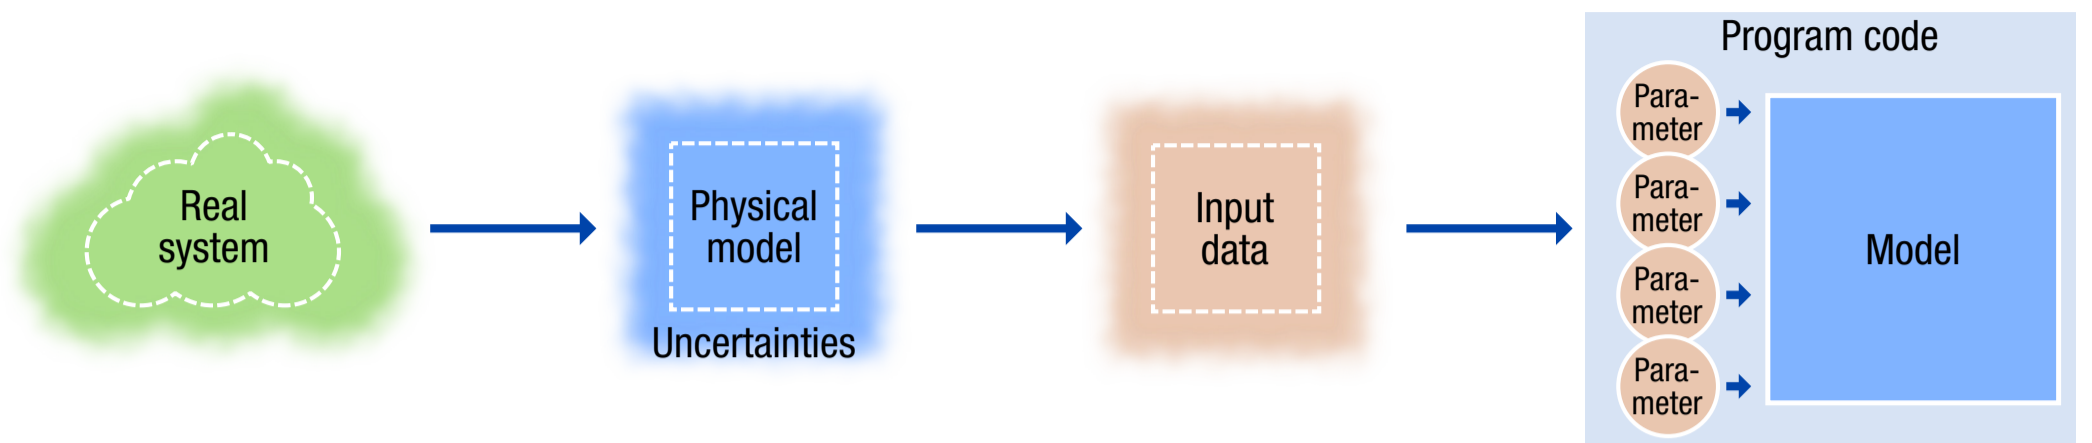 Real
system
Physical
model
Uncertainties
Input
data
Program code
Para-
meter
Para-
meter
Para-
meter
Para-
meter
Model